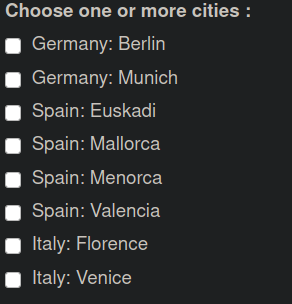 Choose one or more cities :
Germany: Berlin
Germany: Munich
Spain: Euskadi
Spain: Mallorca
Spain: Menorca
Spain: Valencia
Italy: Florence
Italy: Venice